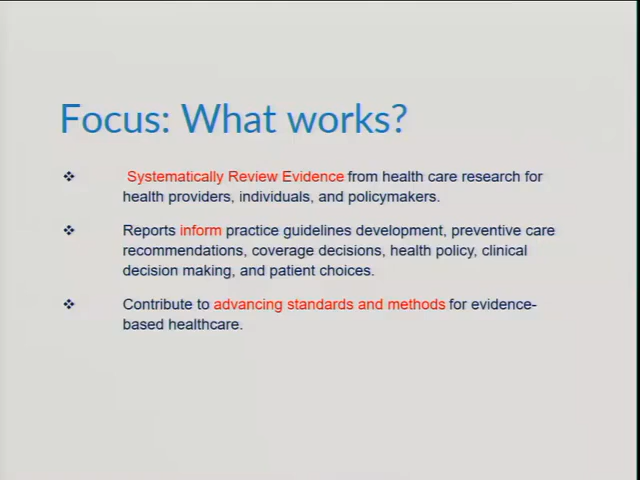 Focus: What works?
Systematically Review Evidence from health care research for
health providers, individuals, and policymakers.
Reports inform practice guidelines development, preventive care
recommendations, coverage decisions, health policy, clinical
decision making, and patient choices.
Contribute to advancing standards and methods for evidence-
based healthcare.